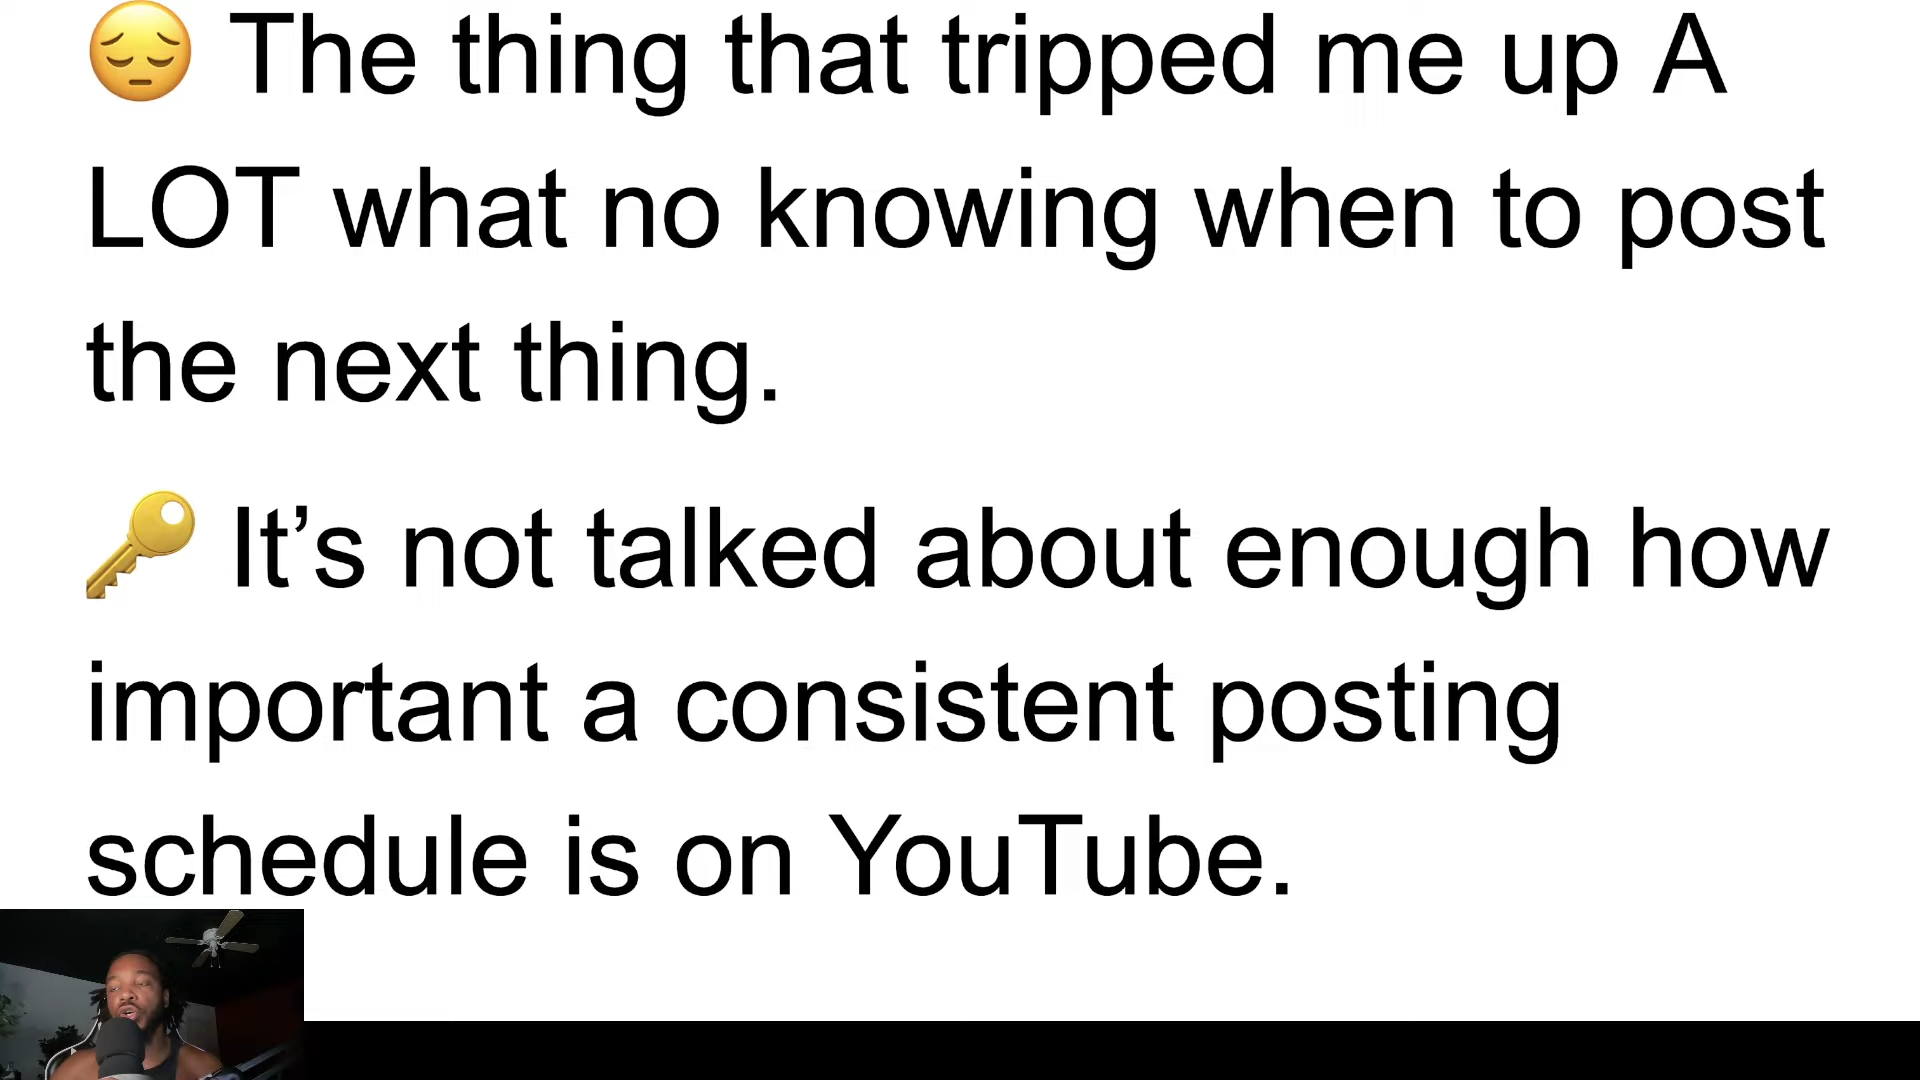 😔 The thing that tripped me up A
LOT what no knowing when to post
the next thing.
🔑 It’s not talked about enough how
important a consistent posting
schedule is on YouTube.